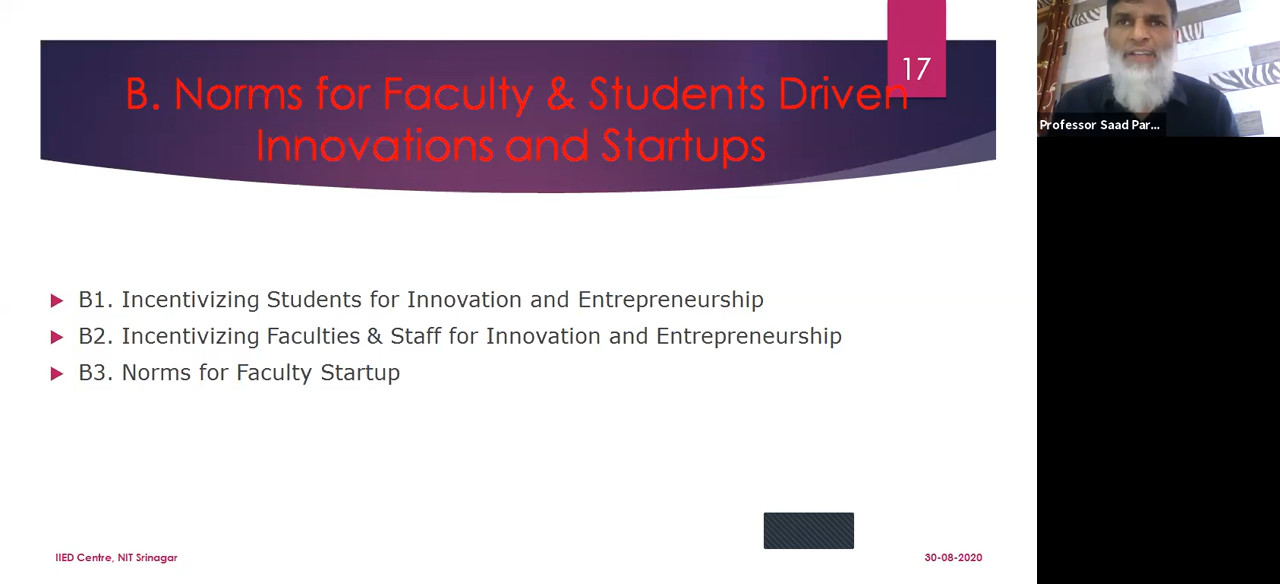 17
B. Norms for Faculty & Students Driven
Innovations and Startups
Professor Saad Par...
B1. Incentivizing Students for Innovation and Entrepreneurship
B2. Incentivizing Faculties & Staff for Innovation and Entrepreneurship
B3. Norms for Faculty Startup
IIED Centre, NIT Srinagar
30-08-2020